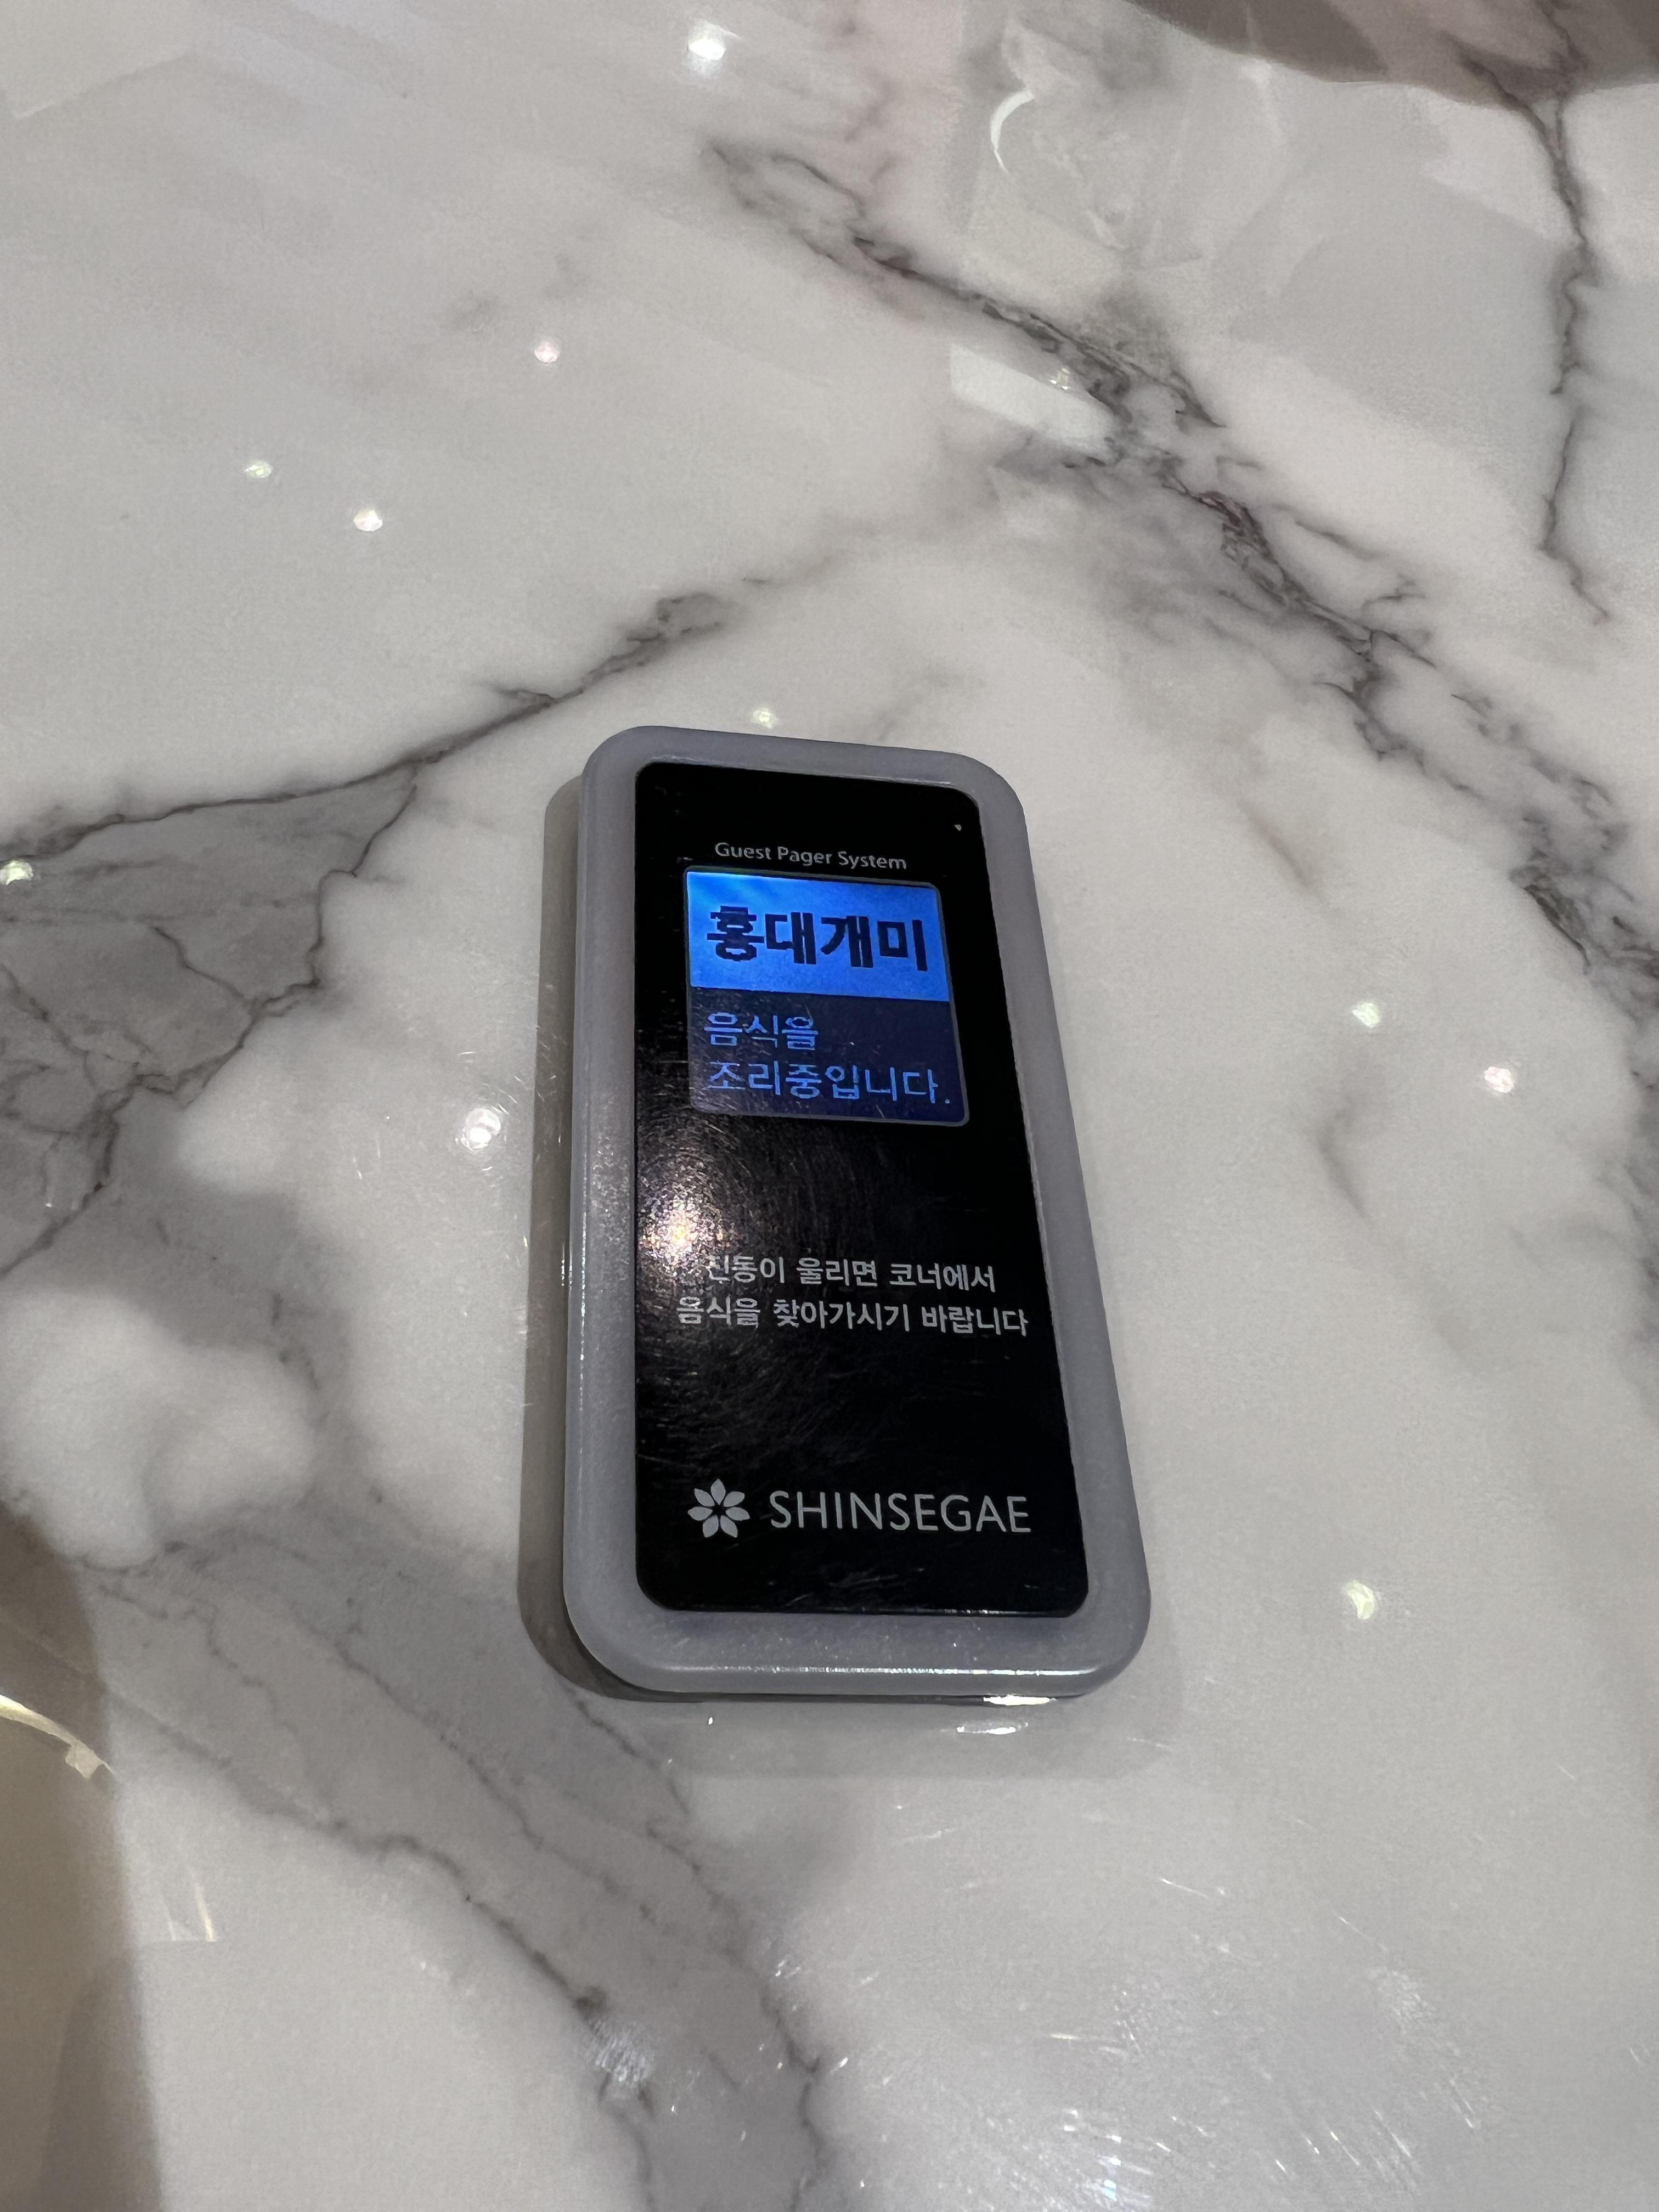 Guest Pager System
홍대개미
음식을
조리중입니다.
진동이 울리면 코너에서
음식을 찾아가시기 바랍니다
SHINSEGAE